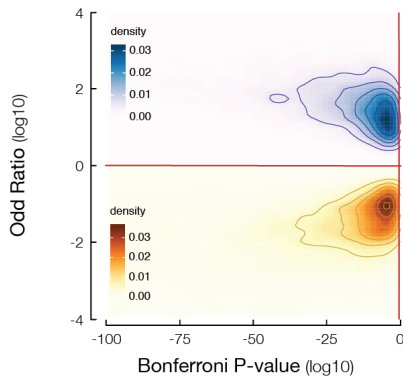 4
density
0.03
0.02
0.01
0.00
2
0
density
0.03
0.02
0.01
0.00
-2
-4
Odd Ratio (log10)
-100 -75 -50 -25 0
Bonferroni P-value (log10)